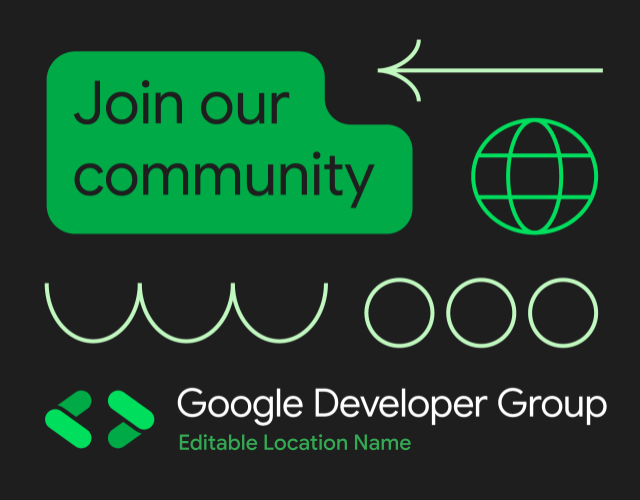 Join our
community
Google Developer Group
Editable Location Name